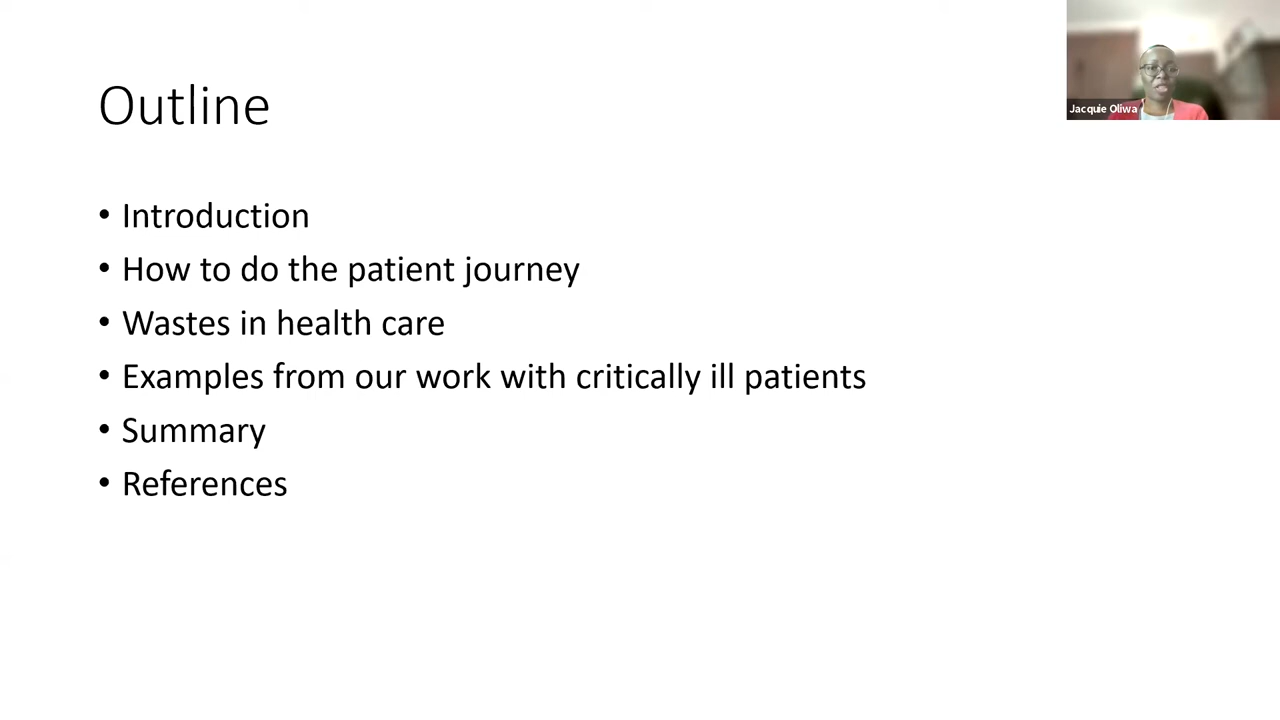 Outline
• Introduction
• How to do the patient journey
• Wastes in health care
• Examples from our work with critically ill patients
• Summary
• References
Jacquie Oliwa